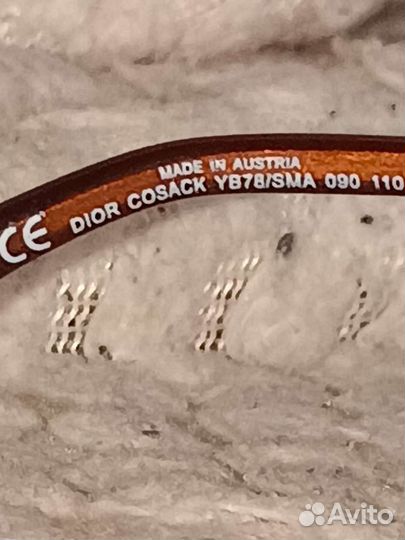 MADE IN AUSTRIA
CE DIOR COSACK YB78/SMA 090 110
Avito